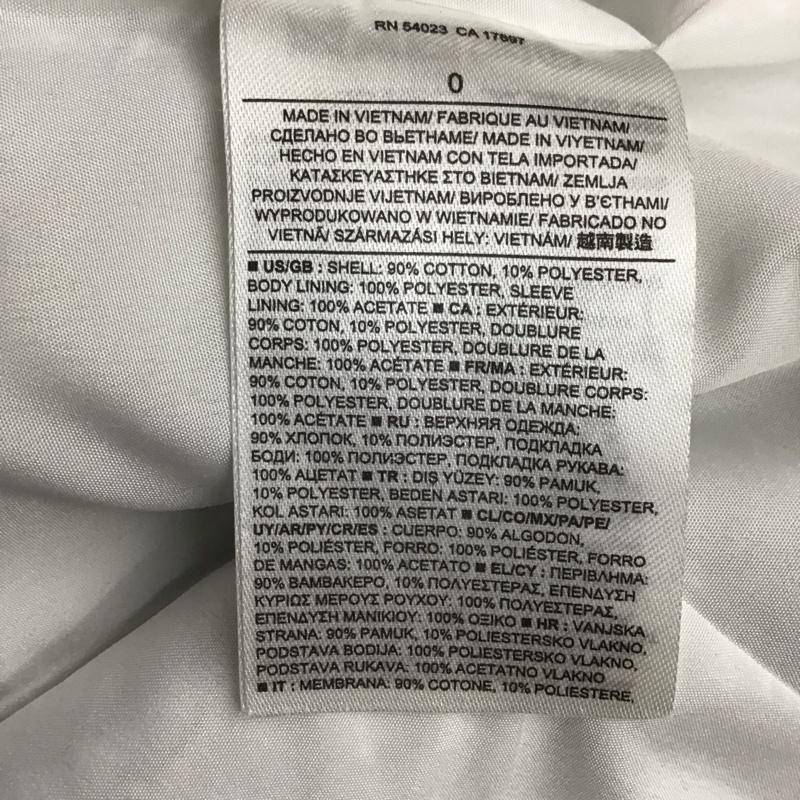 RN 54023 CA 17897
0
MADE IN VIETNAM/ FABRIQUE AU VIETNAM/
СДЕЛАНО ВО ВЬЕТНАМЕ/ MADE IN VIYETNAM/
HECHO EN VIETNAM CON TELA IMPORTADA/
ΚΑΤΑΣΚΕΥΑΣΤΗΚΕ ΣΤΟ ΒΙΕΤΝΑΜ/ ZEMLJA
PROIZVODNJE VIJETNAM/ ВИРОБЛЕНО У В'ЄТНАМІ/
WYPRODUKOWANO W WIETNAMIE/ FABRICADO NO
VIETNÃ/ SZÁRMAZÁSI HELY: VIETNÁM/ 越南製造
■ US/GB : SHELL: 90% COTTON, 10% POLYESTER,
BODY LINING: 100% POLYESTER, SLEEVE
LINING: 100% ACETATE ■ CA : EXTÉRIEUR:
90% COTON, 10% POLYESTER, DOUBLURE
CORPS: 100% POLYESTER, DOUBLURE DE LA
MANCHE: 100% ACÉTATE ■ FR/MA : EXTÉRIEUR:
90% COTON, 10% POLYESTER, DOUBLURE CORPS:
100% POLYESTER, DOUBLURE DE LA MANCHE:
100% ACÉTATE ■ RU : ВЕРХНЯЯ ОДЕЖДА:
90% ХЛОПОК, 10% ПОЛИЭСТЕР, ПОДКЛАДКА
БОДИ: 100% ПОЛИЭСТЕР, ПОДКЛАДКА РУКАВА:
100% АЦЕТАТ ■ TR : DIŞ YÜZEY: 90% PAMUK,
10% POLYESTER, BEDEN ASTARI: 100% POLYESTER,
KOL ASTARI: 100% ASETAT ■ CL/CO/MX/PA/PE/
UY/AR/PY/CR/ES : CUERPO: 90% ALGODON,
10% POLIÉSTER, FORRO: 100% POLIÉSTER, FORRO
DE MANGAS: 100% ACETATO ■ EL/CY : ΠΕΡΙΒΛΗΜΑ:
90% ΒΑΜΒΑΚΕΡΟ, 10% ΠΟΛΥΕΣΤΕΡΑΣ, ΕΠΕΝΔΥΣΗ
ΚΥΡΙΩΣ ΜΕΡΟΥΣ ΡΟΥΧΟΥ: 100% ΠΟΛΥΕΣΤΕΡΑΣ,
ΕΠΕΝΔΥΣΗ ΜΑΝΙΚΙΟΥ: 100% ΟΞΙΚΟ ■ HR : VANJSKA
STRANA: 90% PAMUK, 10% POLIESTERSKO VLAKNO,
PODSTAVA BODIJA: 100% POLIESTERSKO VLAKNO,
PODSTAVA RUKAVA: 100% ACETATNO VLAKNO
■ IT : MEMBRANA: 90% COTONE, 10% POLIESTERE,